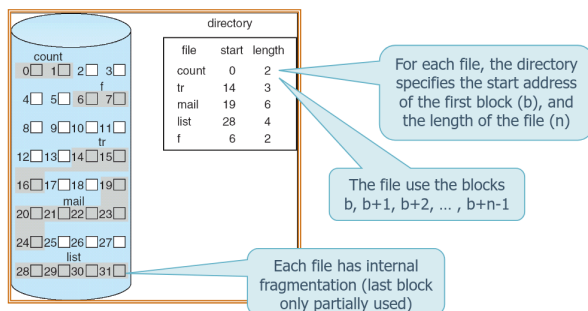 directory
count
0 1 2 3
f
4 5 6 7
8 9 10 11
tr
12 13 14 15
16 17 18 19
mail
20 21 22 23
24 25 26 27
list
28 29 30 31
file start length
count 0 2
tr 14 3
mail 19 6
list 28 4
f 6 2
For each file, the directory
specifies the start address
of the first block (b), and
the length of the file (n)
The file use the blocks
b, b+1, b+2, ... , b+n-1
Each file has internal
fragmentation (last block
only partially used)